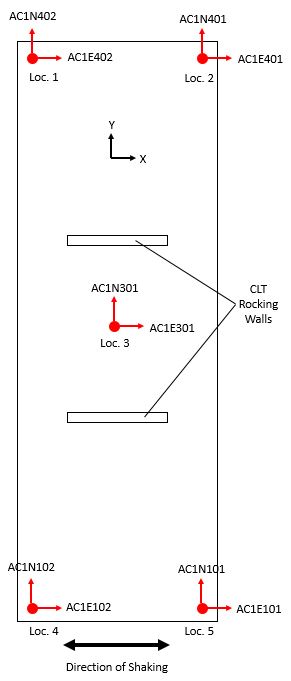 AC1N402
AC1N401
AC1E402
AC1E401
Loc. 1
Loc. 2
Y
X
CLT
Rocking
Walls
AC1N301
AC1E301
Loc. 3
AC1N102
AC1N101
AC1E102
AC1E101
Loc. 4
Loc. 5
Direction of Shaking